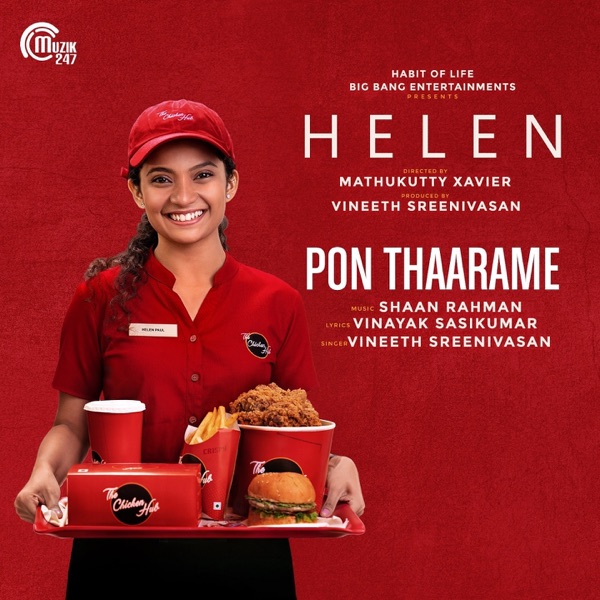 MUZIK
247
HABIT OF LIFE
BIG BANG ENTERTAINMENTS
PRESENTS
HELEN
DIRECTED BY
MATHUKUTTY XAVIER
PRODUCED BY
VINEETH SREENIVASAN
PON THAARAME
MUSIC SHAAN RAHMAN
LYRICS VINAYAK SASIKUMAR
SINGER VINEETH SREENIVASAN
The Chicken Hub
HELEN PAUL
The Chicken Hub
The
Hub
The Chicken Hub